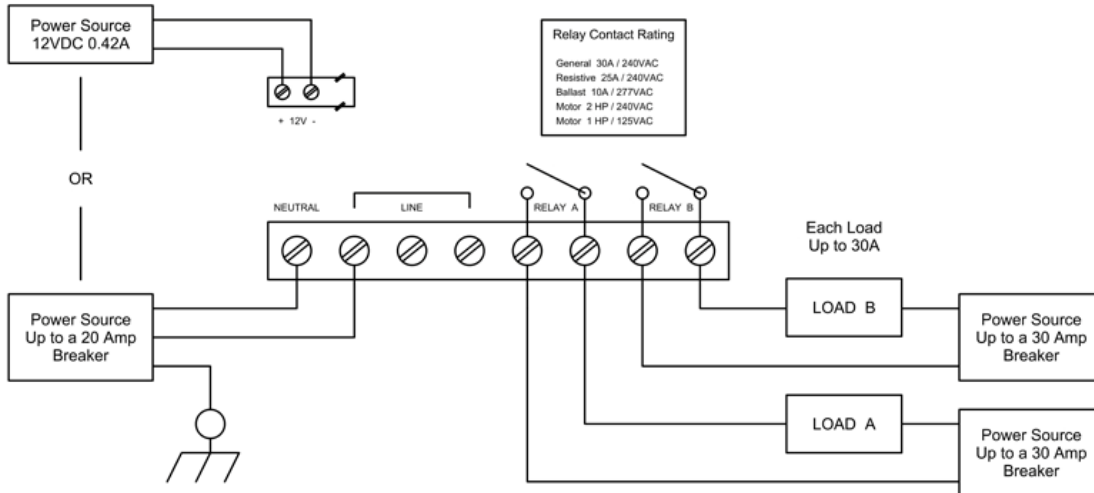 Power Source
12VDC 0.42A
+ 12V -
OR
Relay Contact Rating
General 30A / 240VAC
Resistive 25A / 240VAC
Ballast 10A / 277VAC
Motor 2 HP / 240VAC
Motor 1 HP / 125VAC
NEUTRAL
LINE
RELAY A
RELAY B
Each Load
Up to 30A
Power Source
Up to a 20 Amp
Breaker
LOAD B
Power Source
Up to a 30 Amp
Breaker
LOAD A
Power Source
Up to a 30 Amp
Breaker